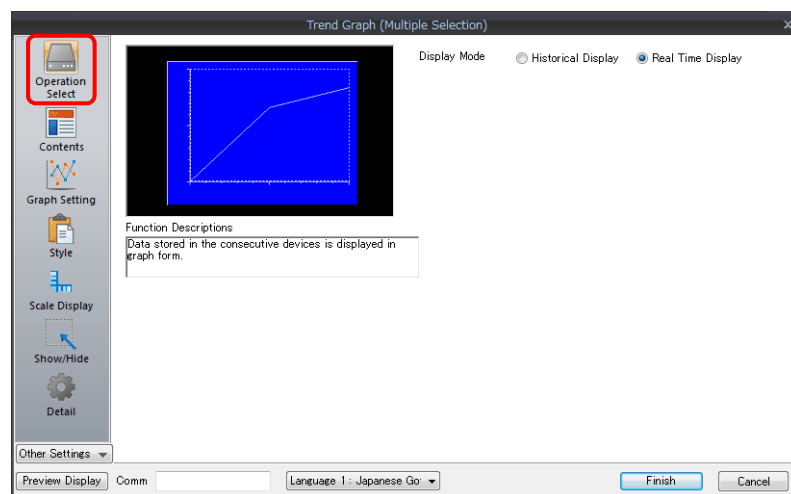 Trend Graph (Multiple Selection)
Operation
Select
Contents
Graph Setting
Style
Scale Display
Show/Hide
Detail
Other Settings
Display Mode
Historical Display
Real Time Display
Function Descriptions
Data stored in the consecutive devices is displayed in
graph form.
Preview Display
Comm
Language 1 : Japanese Go
Finish
Cancel